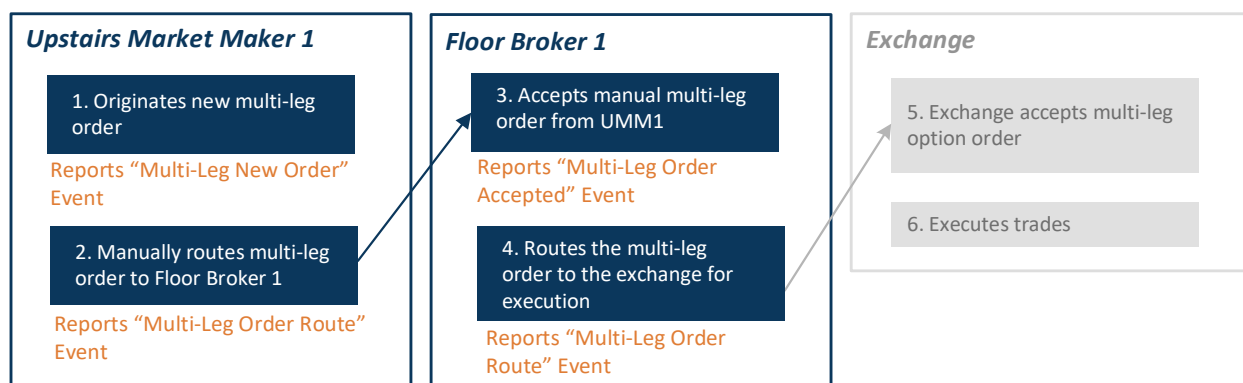 Upstairs Market Maker 1
1. Originates new multi-leg
order
Reports “Multi-Leg New Order”
Event
2. Manually routes multi-leg
order to Floor Broker 1
Reports “Multi-Leg Order Route”
Event
Floor Broker 1
3. Accepts manual multi-leg
order from UMM1
Reports “Multi-Leg Order
Accepted” Event
4. Routes the multi-leg
order to the exchange for
execution
Reports “Multi-Leg Order
Route” Event
Exchange
5. Exchange accepts multi-leg
option order
6. Executes trades